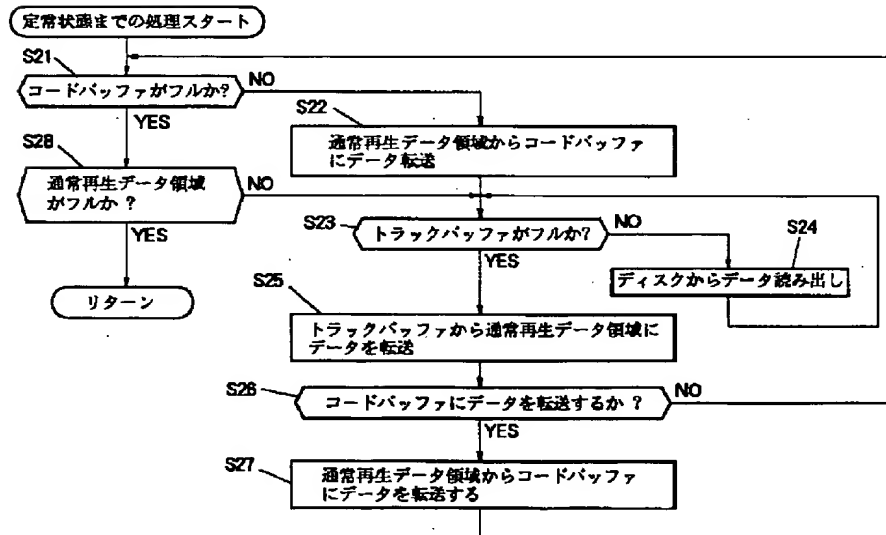 定常状態までの処理スタート
S21
コードバッファがフルか?
NO
YES
S22
通常再生データ領域からコードバッファ
にデータ転送
S28
通常再生データ領域
がフルか ?
NO
YES
リターン
S23
トラックバッファがフルか?
NO
YES
S24
ディスクからデータ読み出し
S25
トラックバッファから通常再生データ領域に
データを転送
S26
コードバッファにデータを転送するか ?
NO
YES
S27
通常再生データ領域からコードバッファ
にデータを転送する